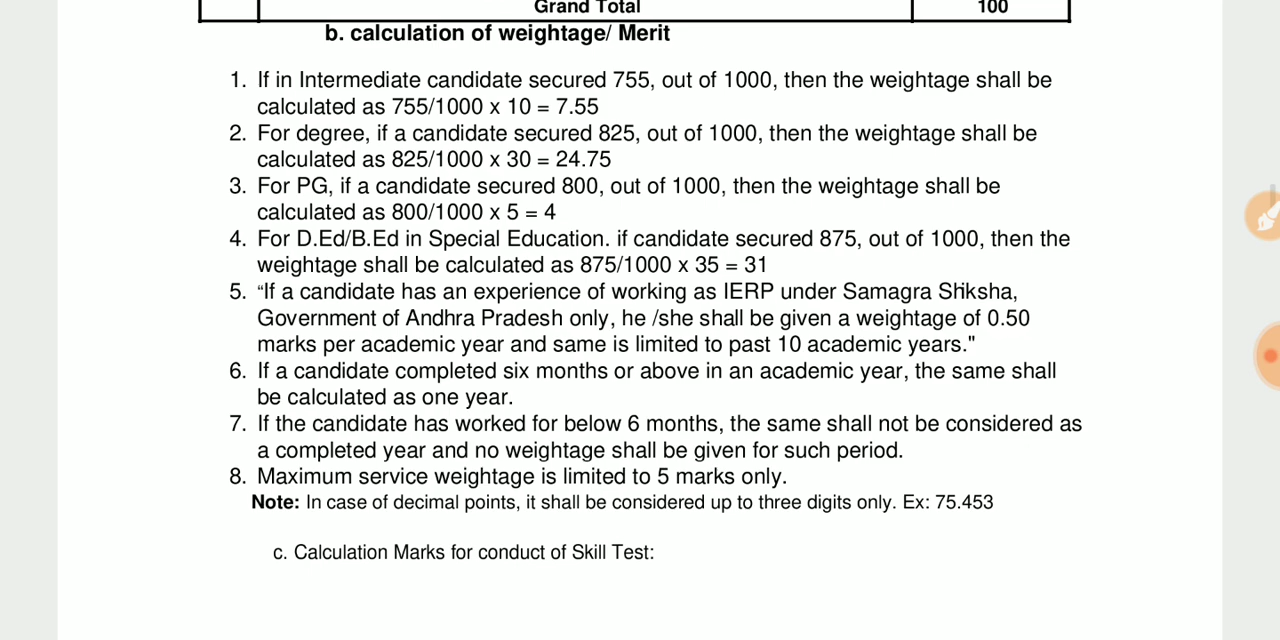 Grand Total 100
b. calculation of weightage/ Merit
1. If in Intermediate candidate secured 755, out of 1000, then the weightage shall be
calculated as 755/1000 x 10 = 7.55
2. For degree, if a candidate secured 825, out of 1000, then the weightage shall be
calculated as 825/1000 x 30 = 24.75
3. For PG, if a candidate secured 800, out of 1000, then the weightage shall be
calculated as 800/1000 x 5 = 4
4. For D.Ed/B.Ed in Special Education. if candidate secured 875, out of 1000, then the
weightage shall be calculated as 875/1000 x 35 = 31
5. “If a candidate has an experience of working as IERP under Samagra Shiksha,
Government of Andhra Pradesh only, he /she shall be given a weightage of 0.50
marks per academic year and same is limited to past 10 academic years."
6. If a candidate completed six months or above in an academic year, the same shall
be calculated as one year.
7. If the candidate has worked for below 6 months, the same shall not be considered as
a completed year and no weightage shall be given for such period.
8. Maximum service weightage is limited to 5 marks only.
Note: In case of decimal points, it shall be considered up to three digits only. Ex: 75.453
c. Calculation Marks for conduct of Skill Test: